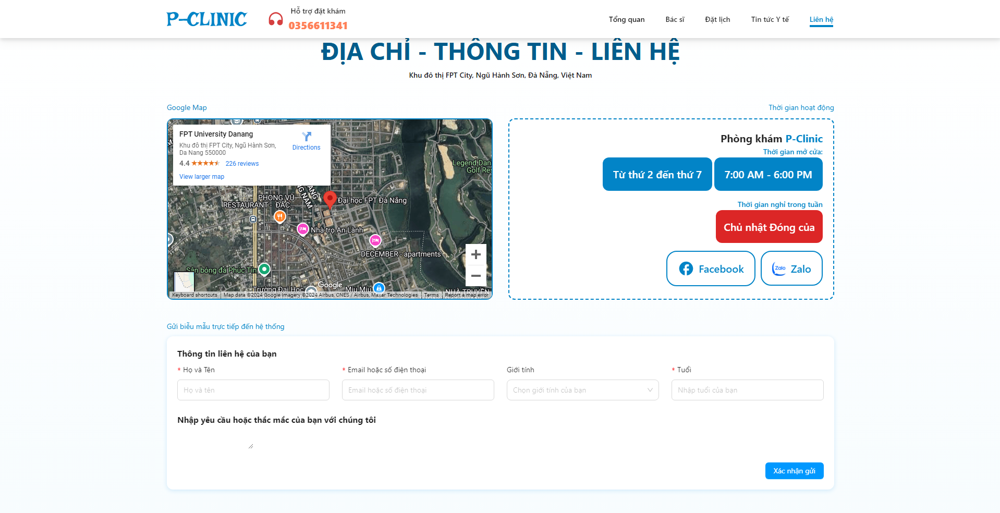 P-CLINIC
Hỗ trợ đặt khám
0356611341
Tổng quan
Bác sĩ
Đặt lịch
Tin tức Y tế
Liên hệ
ĐỊA CHỈ - THÔNG TIN - LIÊN HỆ
Khu đô thị FPT City, Ngũ Hành Sơn, Đà Nẵng, Việt Nam
Google Map
Thời gian hoạt động
FPT University Danang
Khu đô thị FPT City, Ngũ Hành Sơn,
Da Nang 550000
Directions
4.4
226 reviews
View larger map
Legend Dan
Golf Res
PHONG VŨ
RESTAURANT - ĐẶC...
Đại học FPT Đà Nẵng
Nhà trọ An Lành
DECEMBER - apartments
Sân bóng đá Phúc Tín
Trường Đại Học
Google
Miu Miu
NHÀ TRUYỀN
Keyboard shortcuts
Map data ©2024 Google Imagery ©2024 Airbus, CNES / Airbus, Maxar Technologies
Terms
Report a map error
Phòng khám P-Clinic
Thời gian mở cửa:
Từ thứ 2 đến thứ 7
7:00 AM - 6:00 PM
Thời gian nghỉ trong tuần
Chủ nhật Đóng của
Facebook
Zalo
Zalo
Gửi biễu mẫu trực tiếp đến hệ thống
Thông tin liên hệ của bạn
* Họ và Tên
* Email hoặc số điện thoại
Giới tính
* Tuổi
Họ và tên
Email hoặc số điện thoại
Chọn giới tính của bạn
Nhập tuổi của bạn
Nhập yêu cầu hoặc thắc mắc của bạn với chúng tôi
Xác nhận gửi